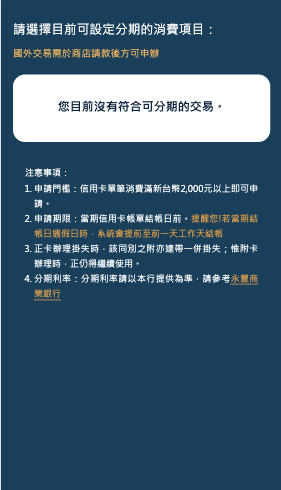 請選擇目前可設定分期的消費項目：
國外交易需於商店請款後方可申辦
您目前沒有符合可分期的交易。
注意事項：
1. 申請門檻：信用卡單筆消費滿新台幣2,000元以上即可申
請。
2. 申請期限：當期信用卡帳單結帳日前。提醒您!若當期結
帳日遇假日時，系統會提前至前一天工作天結帳
3. 正卡辦理掛失時，該同別之附亦連帶一併掛失；惟附卡
辦理時，正仍得繼續使用。
4. 分期利率：分期利率請以本行提供為準，請參考永豐商
業銀行